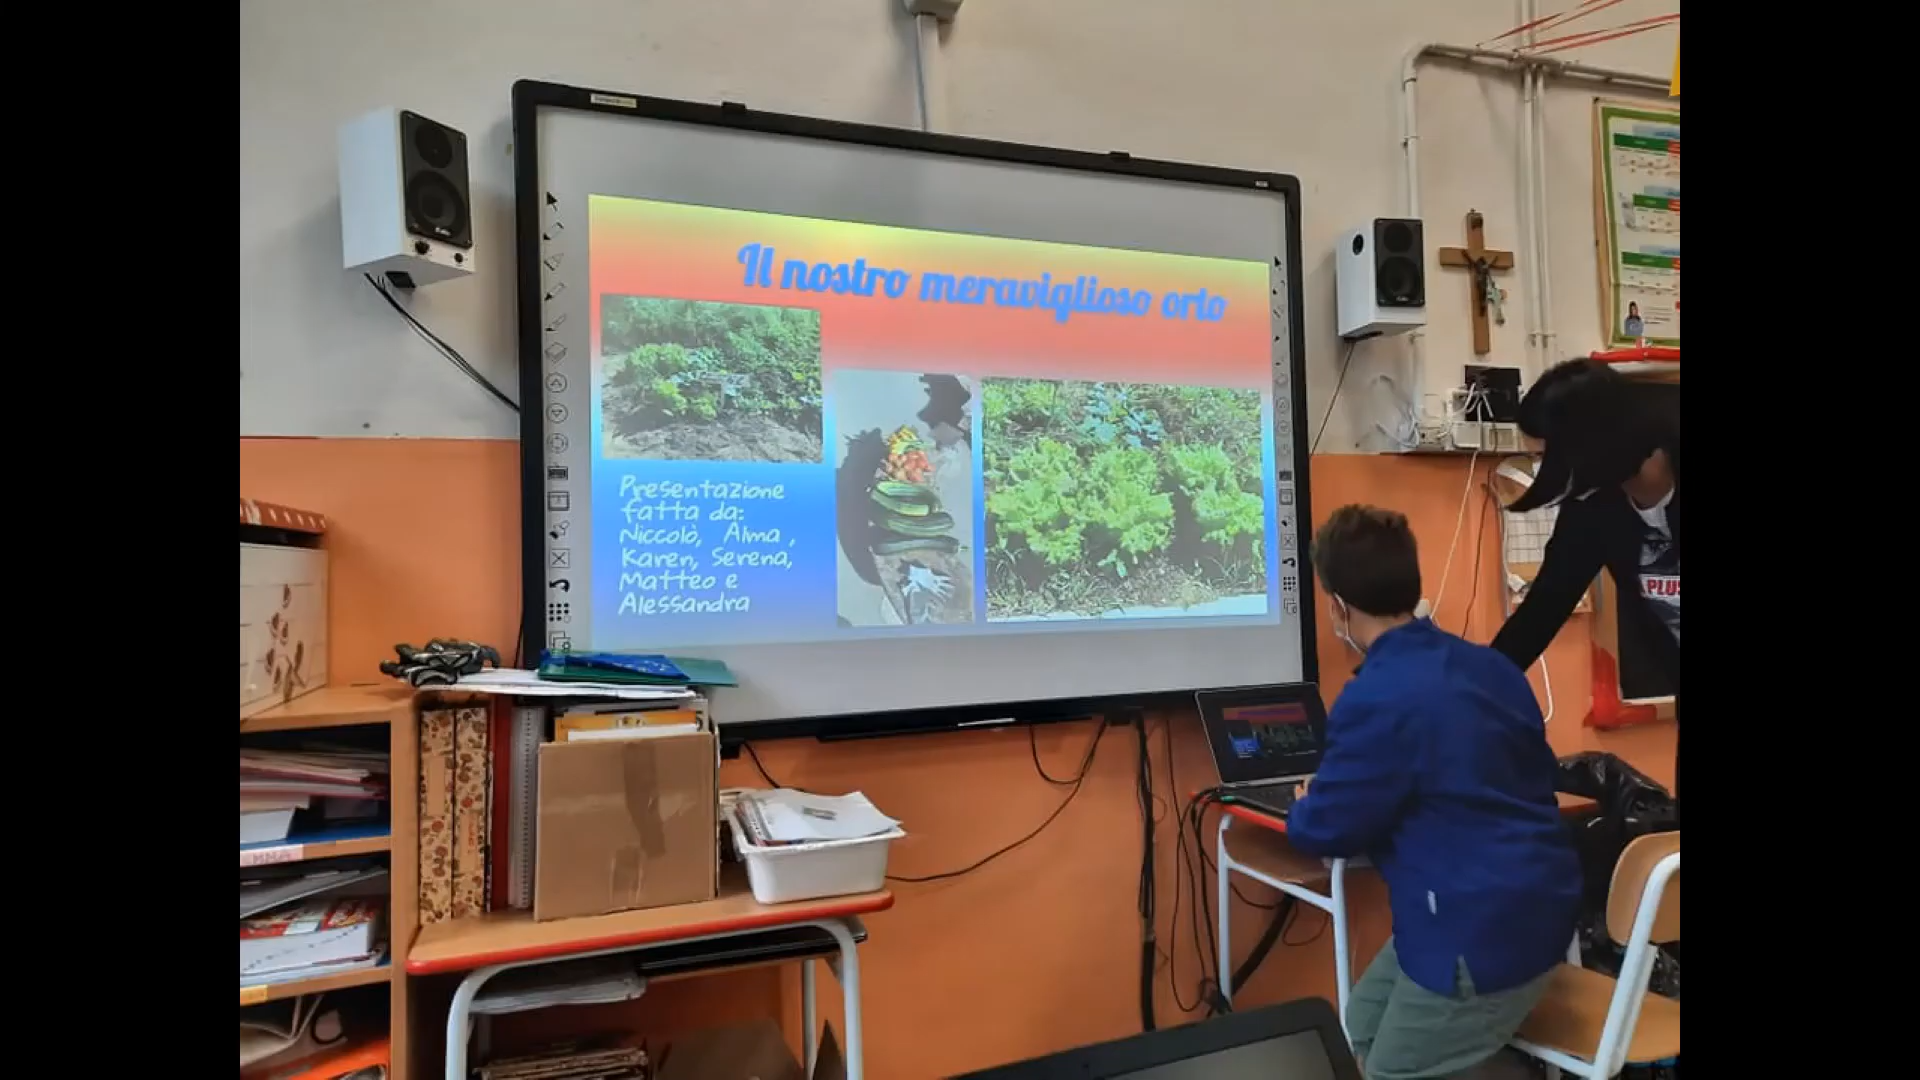 Il nostro meraviglioso orto
Presentazione
fatta da:
Niccolò, Alma ,
Karen, Serena,
Matteo e
Alessandra
PLUS